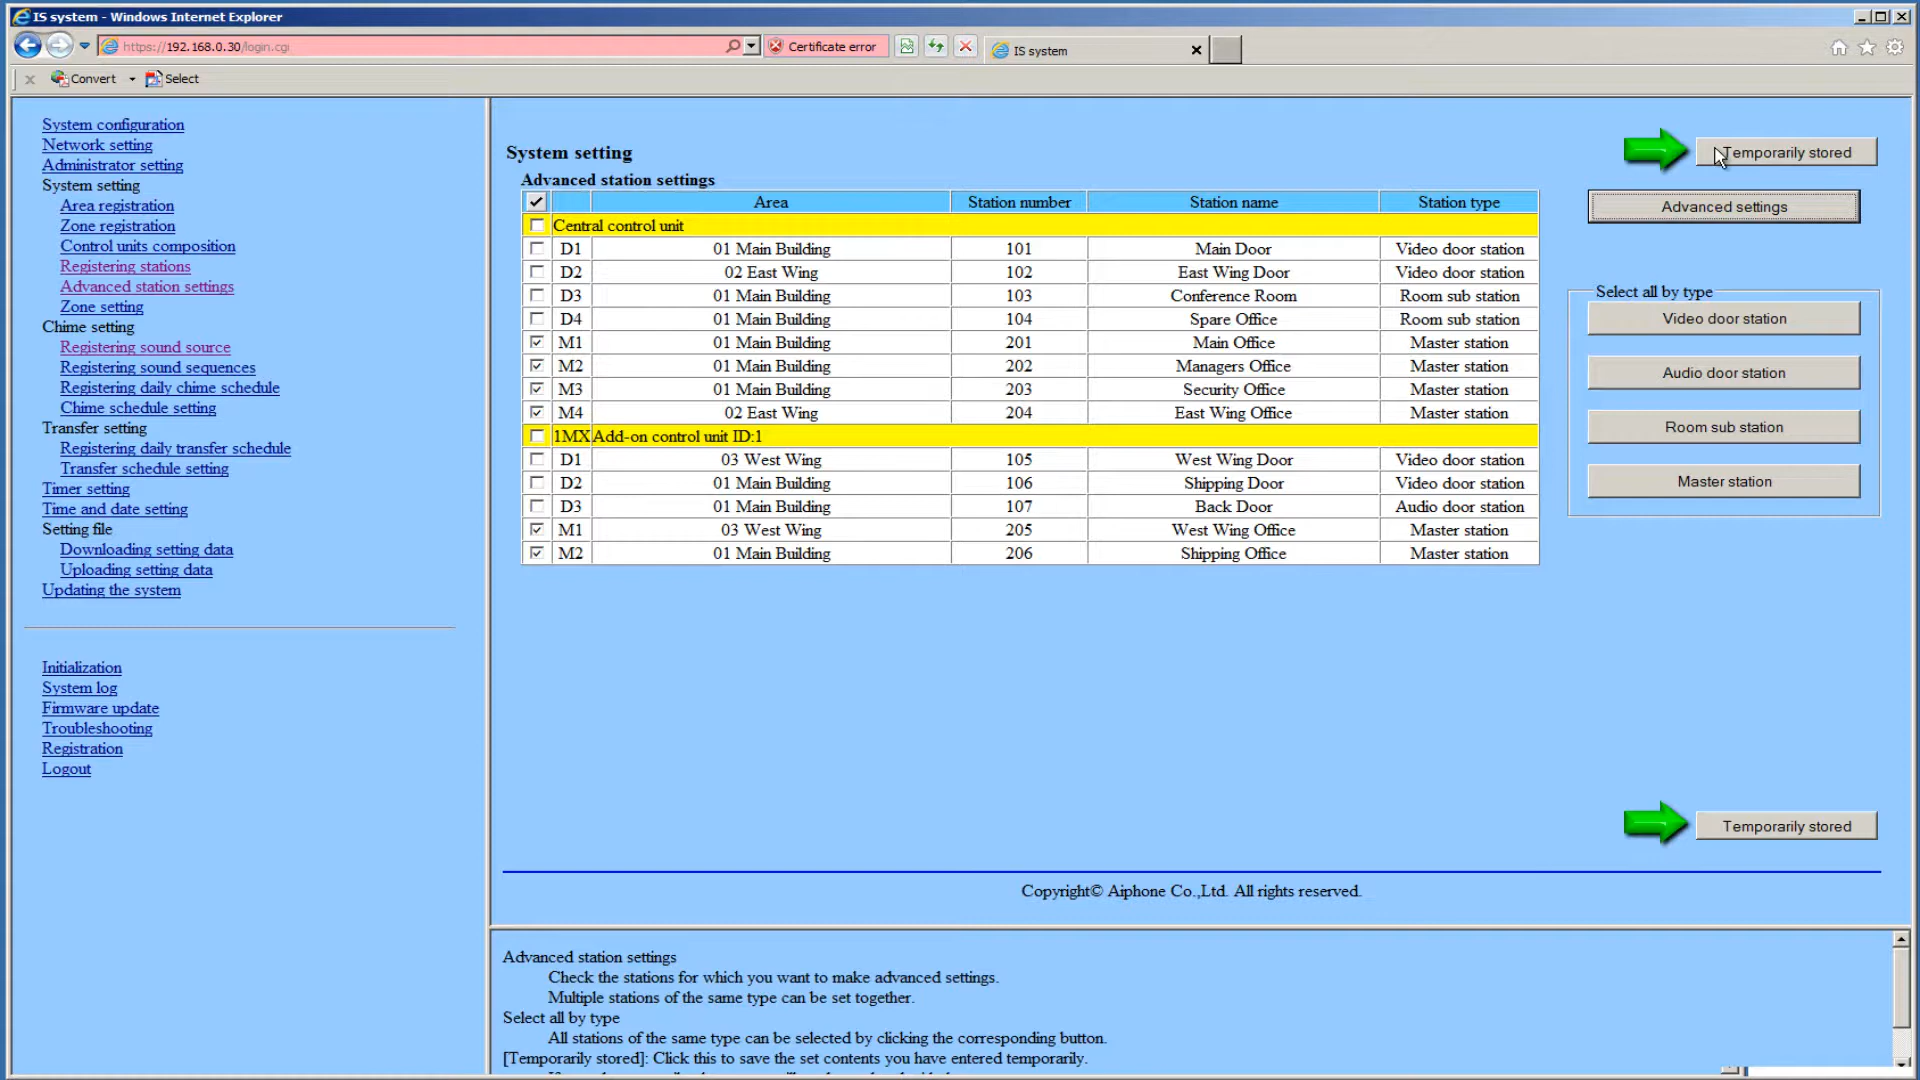 IS system - Windows Internet Explorer
https://192.168.0.30/login.cgi
Certificate error
IS system
Convert
Select
System configuration
Network setting
Administrator setting
System setting
Area registration
Zone registration
Control units composition
Registering stations
Advanced station settings
Zone setting
Chime setting
Registering sound source
Registering sound sequences
Registering daily chime schedule
Chime schedule setting
Transfer setting
Registering daily transfer schedule
Transfer schedule setting
Timer setting
Time and date setting
Setting file
Downloading setting data
Uploading setting data
Updating the system
Initialization
System log
Firmware update
Troubleshooting
Registration
Logout
System setting
Temporarily stored
Advanced station settings
Area Station number Station name Station type
Central control unit
D1 01 Main Building 101 Main Door Video door station
D2 02 East Wing 102 East Wing Door Video door station
D3 01 Main Building 103 Conference Room Room sub station
D4 01 Main Building 104 Spare Office Room sub station
M1 01 Main Building 201 Main Office Master station
M2 01 Main Building 202 Managers Office Master station
M3 01 Main Building 203 Security Office Master station
M4 02 East Wing 204 East Wing Office Master station
1MX Add-on control unit ID:1
D1 03 West Wing 105 West Wing Door Video door station
D2 01 Main Building 106 Shipping Door Video door station
D3 01 Main Building 107 Back Door Audio door station
M1 03 West Wing 205 West Wing Office Master station
M2 01 Main Building 206 Shipping Office Master station
Advanced settings
Select all by type
Video door station
Audio door station
Room sub station
Master station
Temporarily stored
Copyright© Aiphone Co.,Ltd. All rights reserved.
Advanced station settings
Check the stations for which you want to make advanced settings.
Multiple stations of the same type can be set together.
Select all by type
All stations of the same type can be selected by clicking the corresponding button.
[Temporarily stored]: Click this to save the set contents you have entered temporarily.